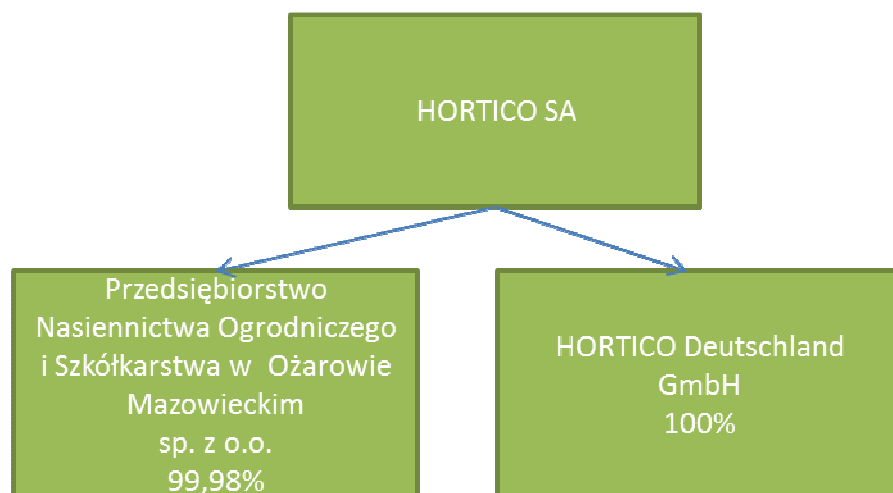 HORTICO SA
Przedsiębiorstwo
Nasiennictwa Ogrodniczego
i Szkółkarstwa w Ożarowie
Mazowieckim
sp. z o.o.
99,98%
HORTICO Deutschland
GmbH
100%